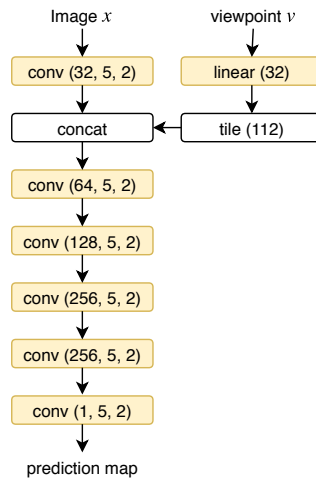 Image x
viewpoint v
conv (32, 5, 2)
linear (32)
concat
tile (112)
conv (64, 5, 2)
conv (128, 5, 2)
conv (256, 5, 2)
conv (256, 5, 2)
conv (1, 5, 2)
prediction map